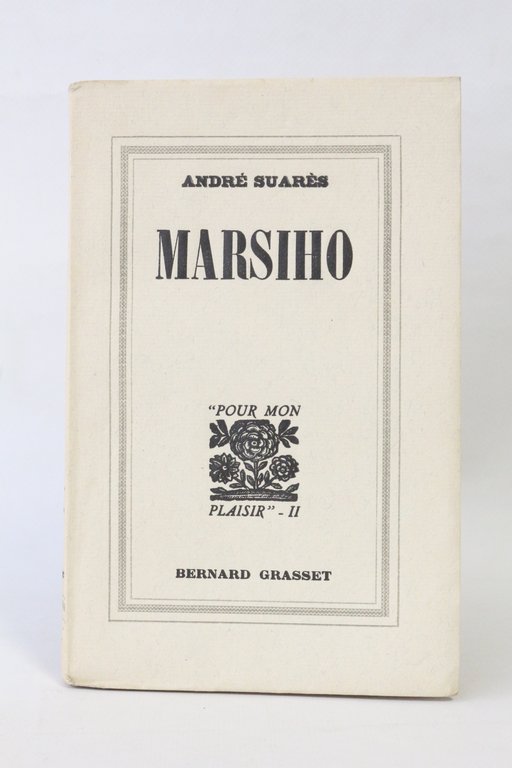 ANDRÉ SUARÈS
MARSIHO
"POUR MON
PLAISIR" - II
BERNARD GRASSET